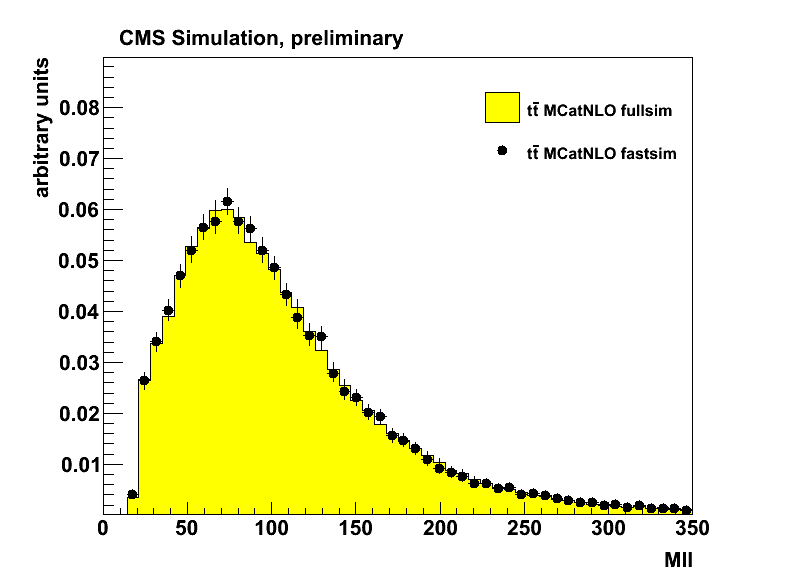 CMS Simulation, preliminary
arbitrary units
0.08
0.07
0.06
0.05
0.04
0.03
0.02
0.01
tt̄ MCatNLO fullsim
tt̄ MCatNLO fastsim
0 50 100 150 200 250 300 350
Mll